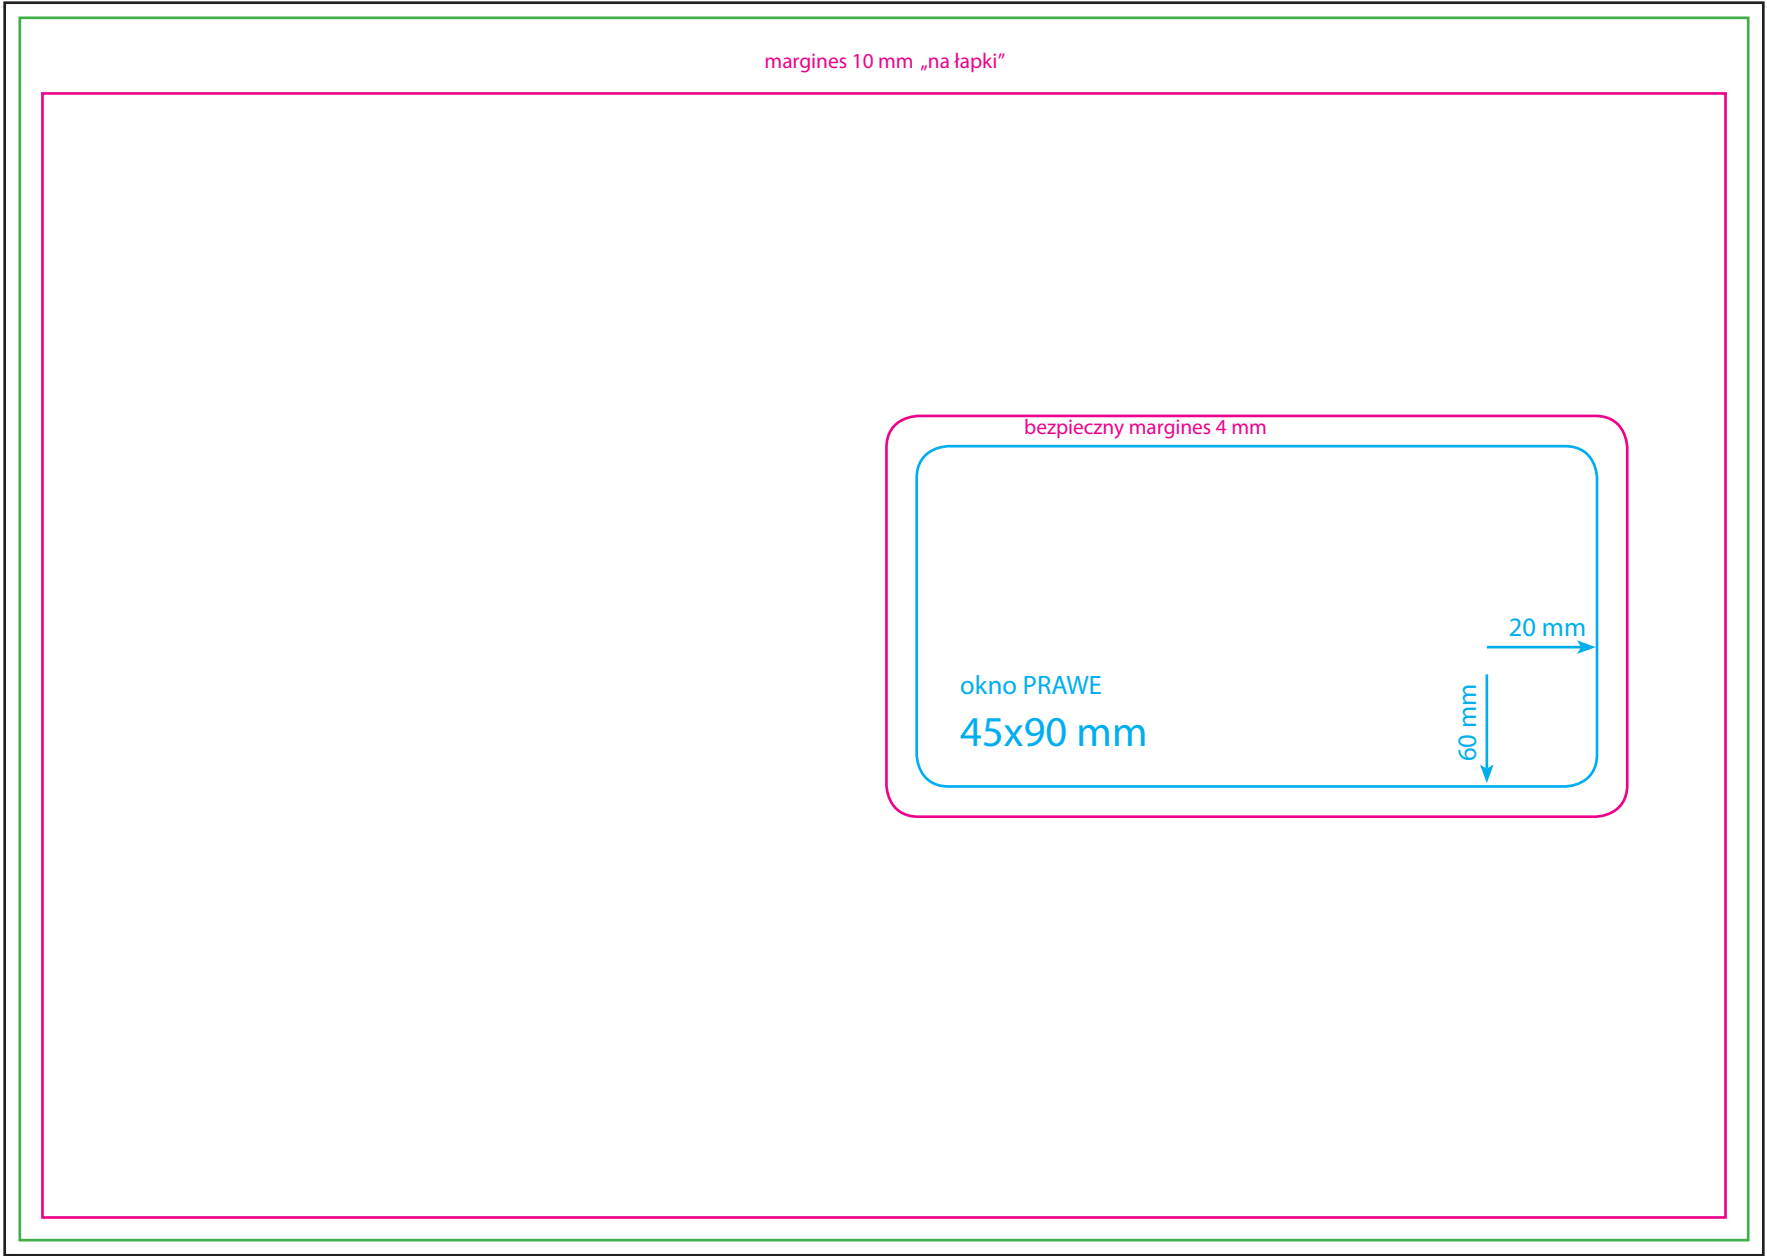 margines 10 mm „na łapki”
bezpieczny margines 4 mm
20 mm
okno PRAWE
60 mm
45x90 mm